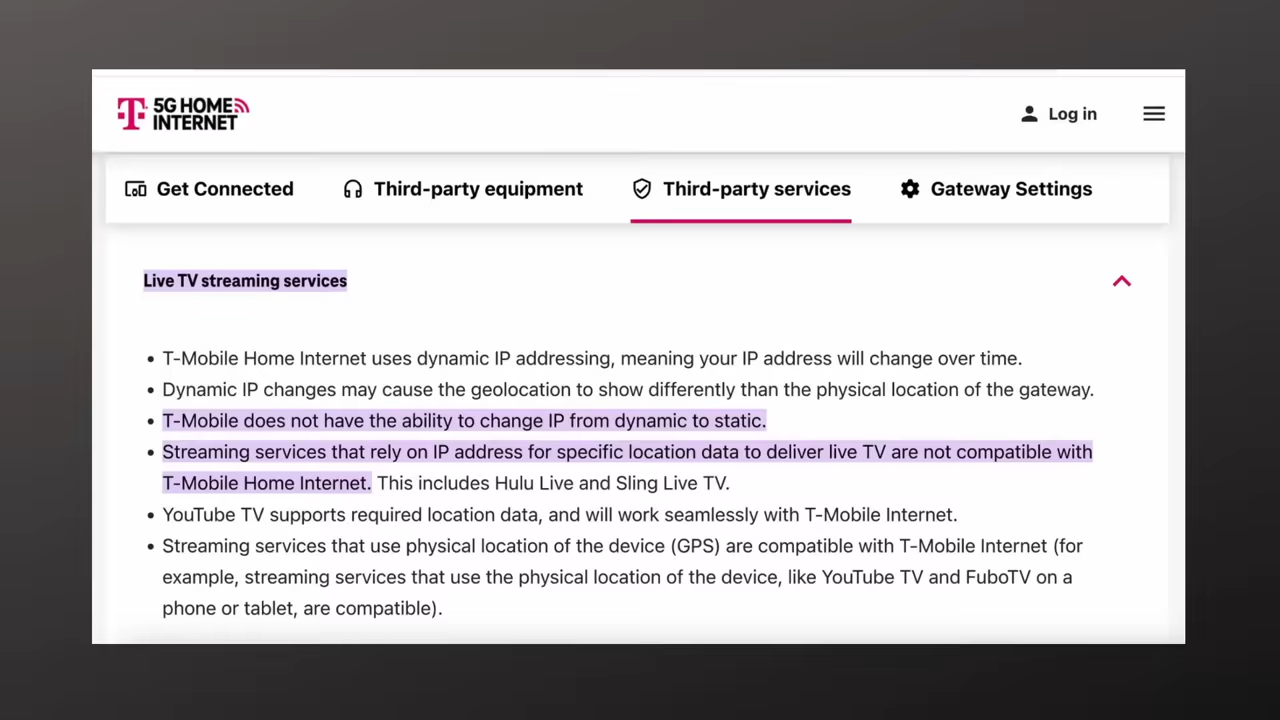 T 5G HOME
INTERNET
Log in
Get Connected
Third-party equipment
Third-party services
Gateway Settings
Live TV streaming services
• T-Mobile Home Internet uses dynamic IP addressing, meaning your IP address will change over time.
• Dynamic IP changes may cause the geolocation to show differently than the physical location of the gateway.
• T-Mobile does not have the ability to change IP from dynamic to static.
• Streaming services that rely on IP address for specific location data to deliver live TV are not compatible with
T-Mobile Home Internet. This includes Hulu Live and Sling Live TV.
• YouTube TV supports required location data, and will work seamlessly with T-Mobile Internet.
• Streaming services that use physical location of the device (GPS) are compatible with T-Mobile Internet (for
example, streaming services that use the physical location of the device, like YouTube TV and FuboTV on a
phone or tablet, are compatible).